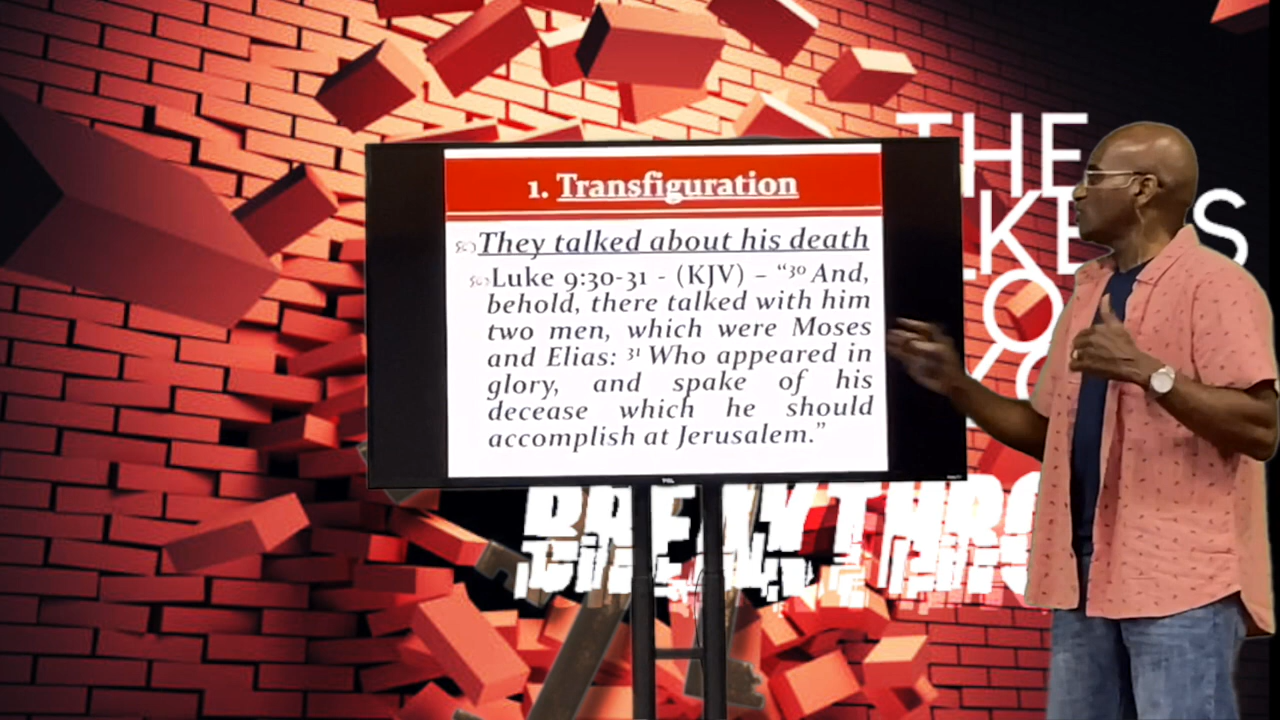 1. Transfiguration
They talked about his death
Luke 9:30-31 - (KJV) – “30 And,
behold, there talked with him
two men, which were Moses
and Elias: 31 Who appeared in
glory, and spake of his
decease which he should
accomplish at Jerusalem.”
TCL
THE